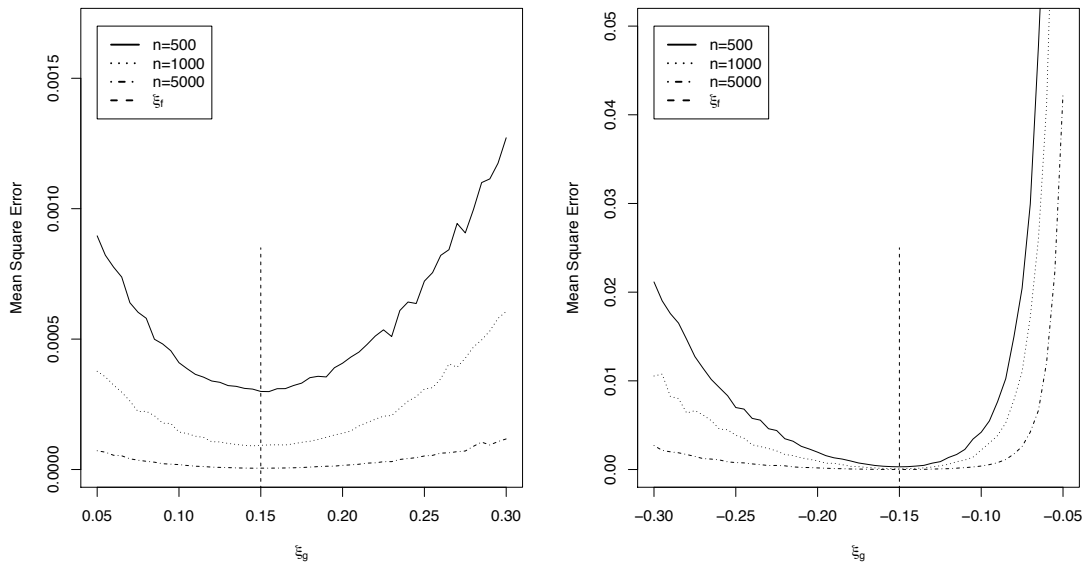 n=500
n=1000
n=5000
ξf
Mean Square Error
0.0000
0.0005
0.0010
0.0015
0.05
0.10
0.15
0.20
0.25
0.30
ξg
n=500
n=1000
n=5000
ξf
Mean Square Error
0.00
0.01
0.02
0.03
0.04
0.05
−0.30
−0.25
−0.20
−0.15
−0.10
−0.05
ξg